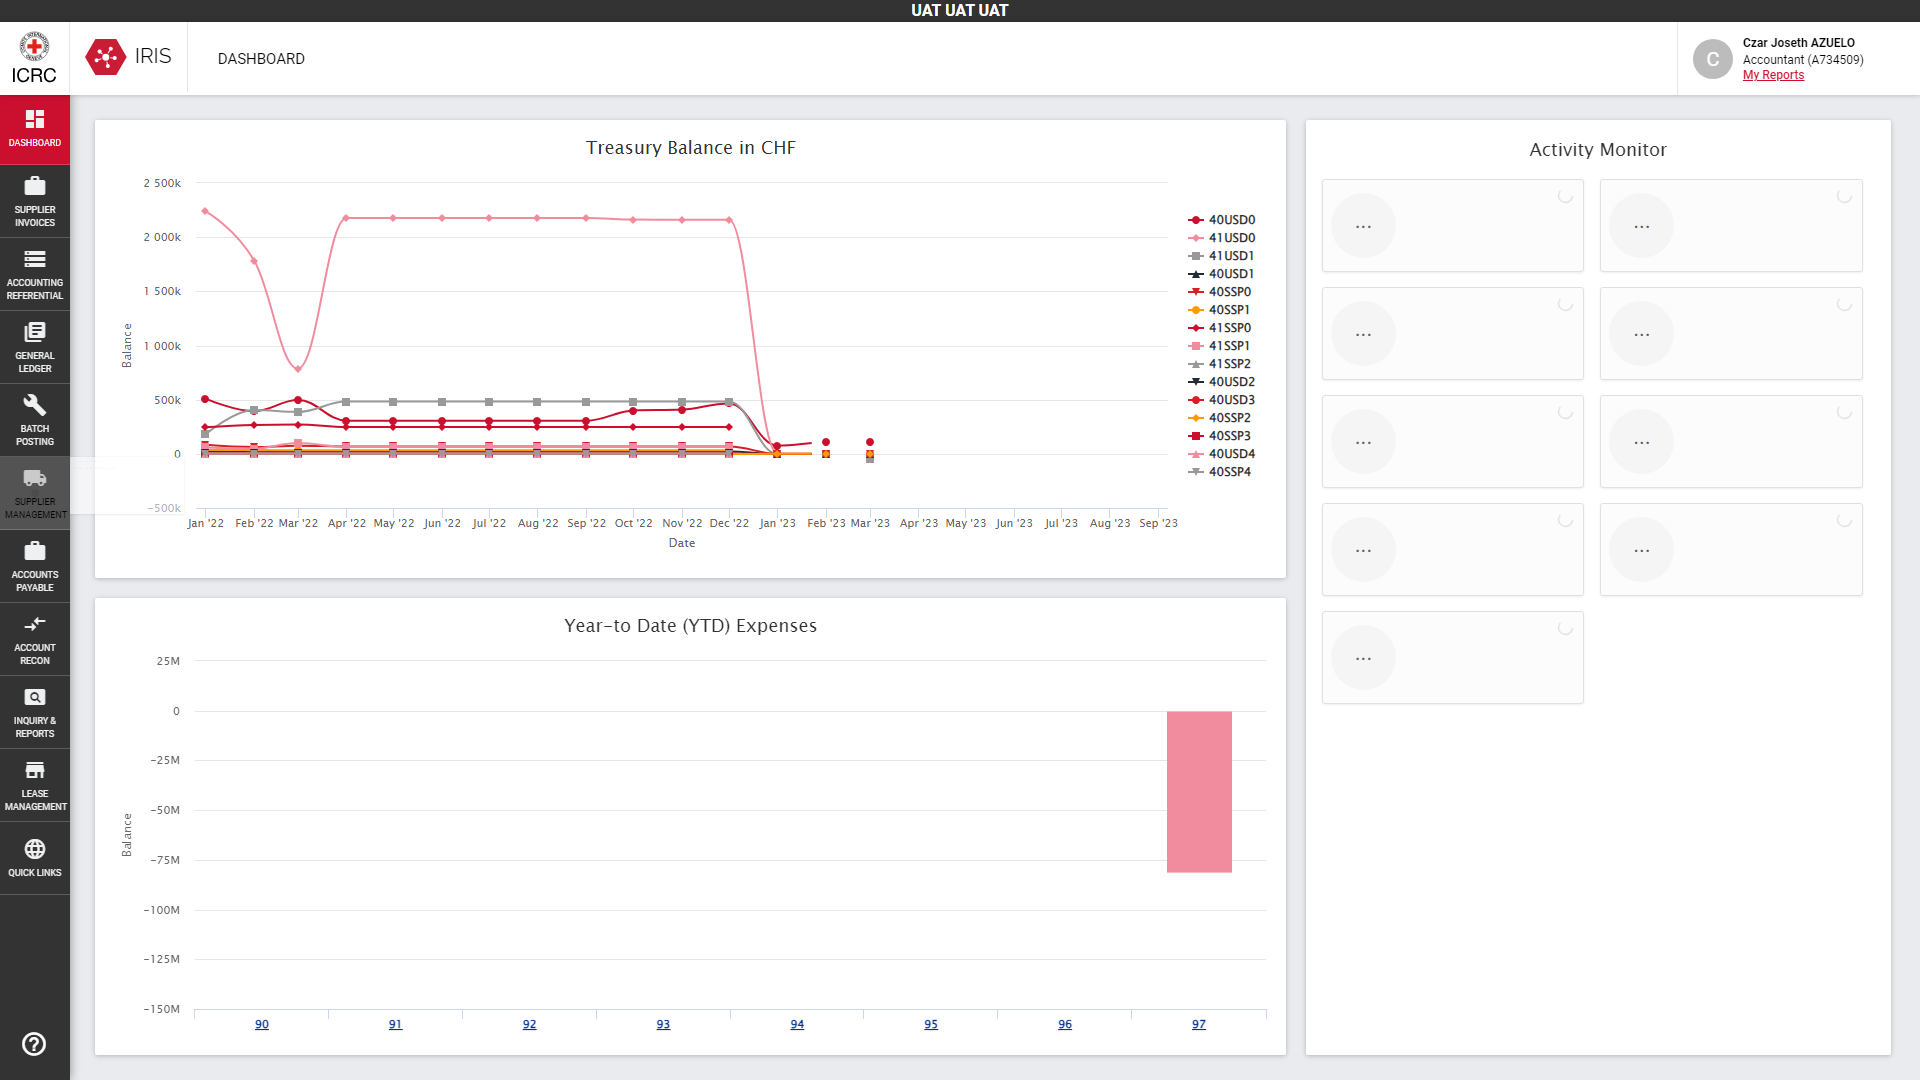 UAT UAT UAT
ICRC
IRIS
DASHBOARD
C
Czar Joseth AZUELO
Accountant (A734509)
My Reports
DASHBOARD
SUPPLIER
INVOICES
ACCOUNTING
REFERENTIAL
GENERAL
LEDGER
BATCH
POSTING
SUPPLIER
MANAGEMENT
ACCOUNTS
PAYABLE
ACCOUNT
RECON
INQUIRY &
REPORTS
LEASE
MANAGEMENT
QUICK LINKS
Treasury Balance in CHF
Balance
2 500k
2 000k
1 500k
1 000k
500k
0
−500k
Jan '22
Feb '22
Mar '22
Apr '22
May '22
Jun '22
Jul '22
Aug '22
Sep '22
Oct '22
Nov '22
Dec '22
Jan '23
Feb '23
Mar '23
Apr '23
May '23
Jun '23
Jul '23
Aug '23
Sep '23
Date
40USD0
41USD0
41USD1
40USD1
40SSP0
40SSP1
41SSP0
41SSP1
41SSP2
40USD2
40USD3
40SSP2
40SSP3
40USD4
40SSP4
Year-to Date (YTD) Expenses
Balance
25M
0
−25M
−50M
−75M
−100M
−125M
−150M
90
91
92
93
94
95
96
97
Activity Monitor
...
...
...
...
...
...
...
...
...